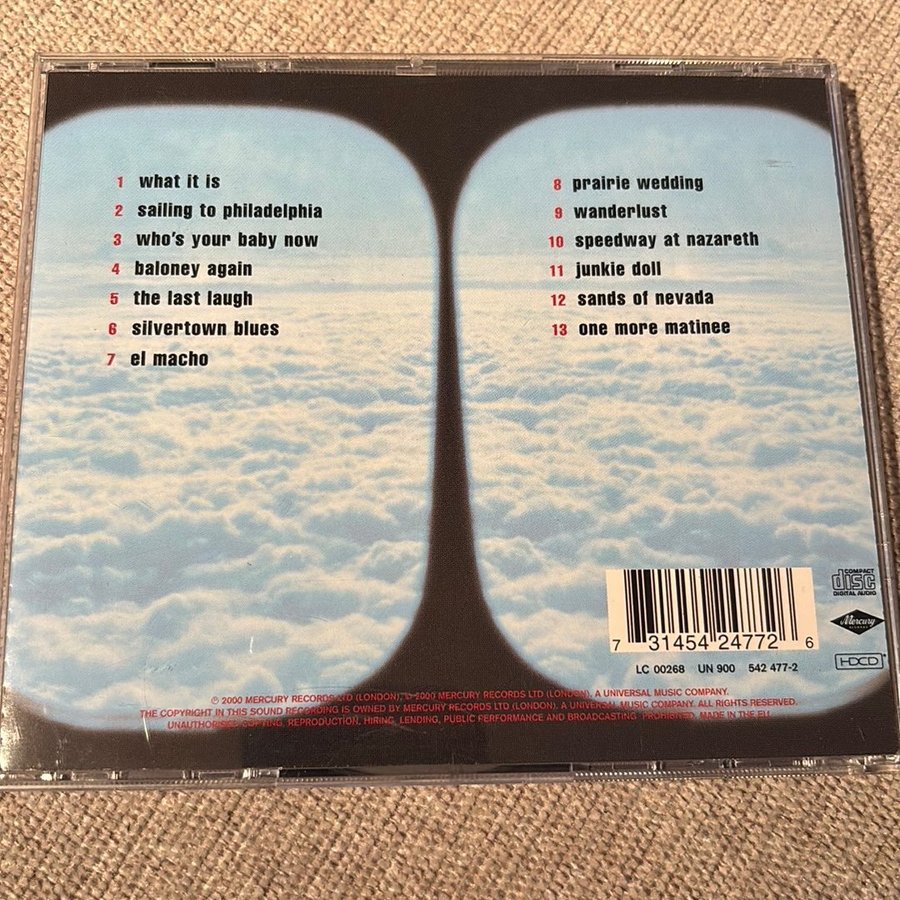 1 what it is
2 sailing to philadelphia
3 who's your baby now
4 baloney again
5 the last laugh
6 silvertown blues
7 el macho
8 prairie wedding
9 wanderlust
10 speedway at nazareth
11 junkie doll
12 sands of nevada
13 one more matinee
COMPACT
disc
DIGITAL AUDIO
Mercury
RECORDS
HDCD®
7 31454 24772 6
LC 00268 UN 900 542 477-2
℗ 2000 MERCURY RECORDS LTD (LONDON). © 2000 MERCURY RECORDS LTD (LONDON). A UNIVERSAL MUSIC COMPANY.
THE COPYRIGHT IN THIS SOUND RECORDING IS OWNED BY MERCURY RECORDS LTD (LONDON). A UNIVERSAL MUSIC COMPANY. ALL RIGHTS RESERVED.
UNAUTHORISED COPYING, REPRODUCTION, HIRING, LENDING, PUBLIC PERFORMANCE AND BROADCASTING PROHIBITED. MADE IN THE EU.